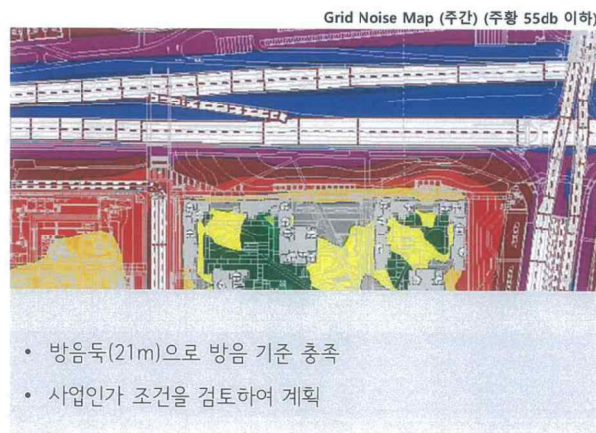 Grid Noise Map (주간) (주황 55db 이하)
• 방음둑(21m)으로 방음 기준 충족
• 사업인가 조건을 검토하여 계획